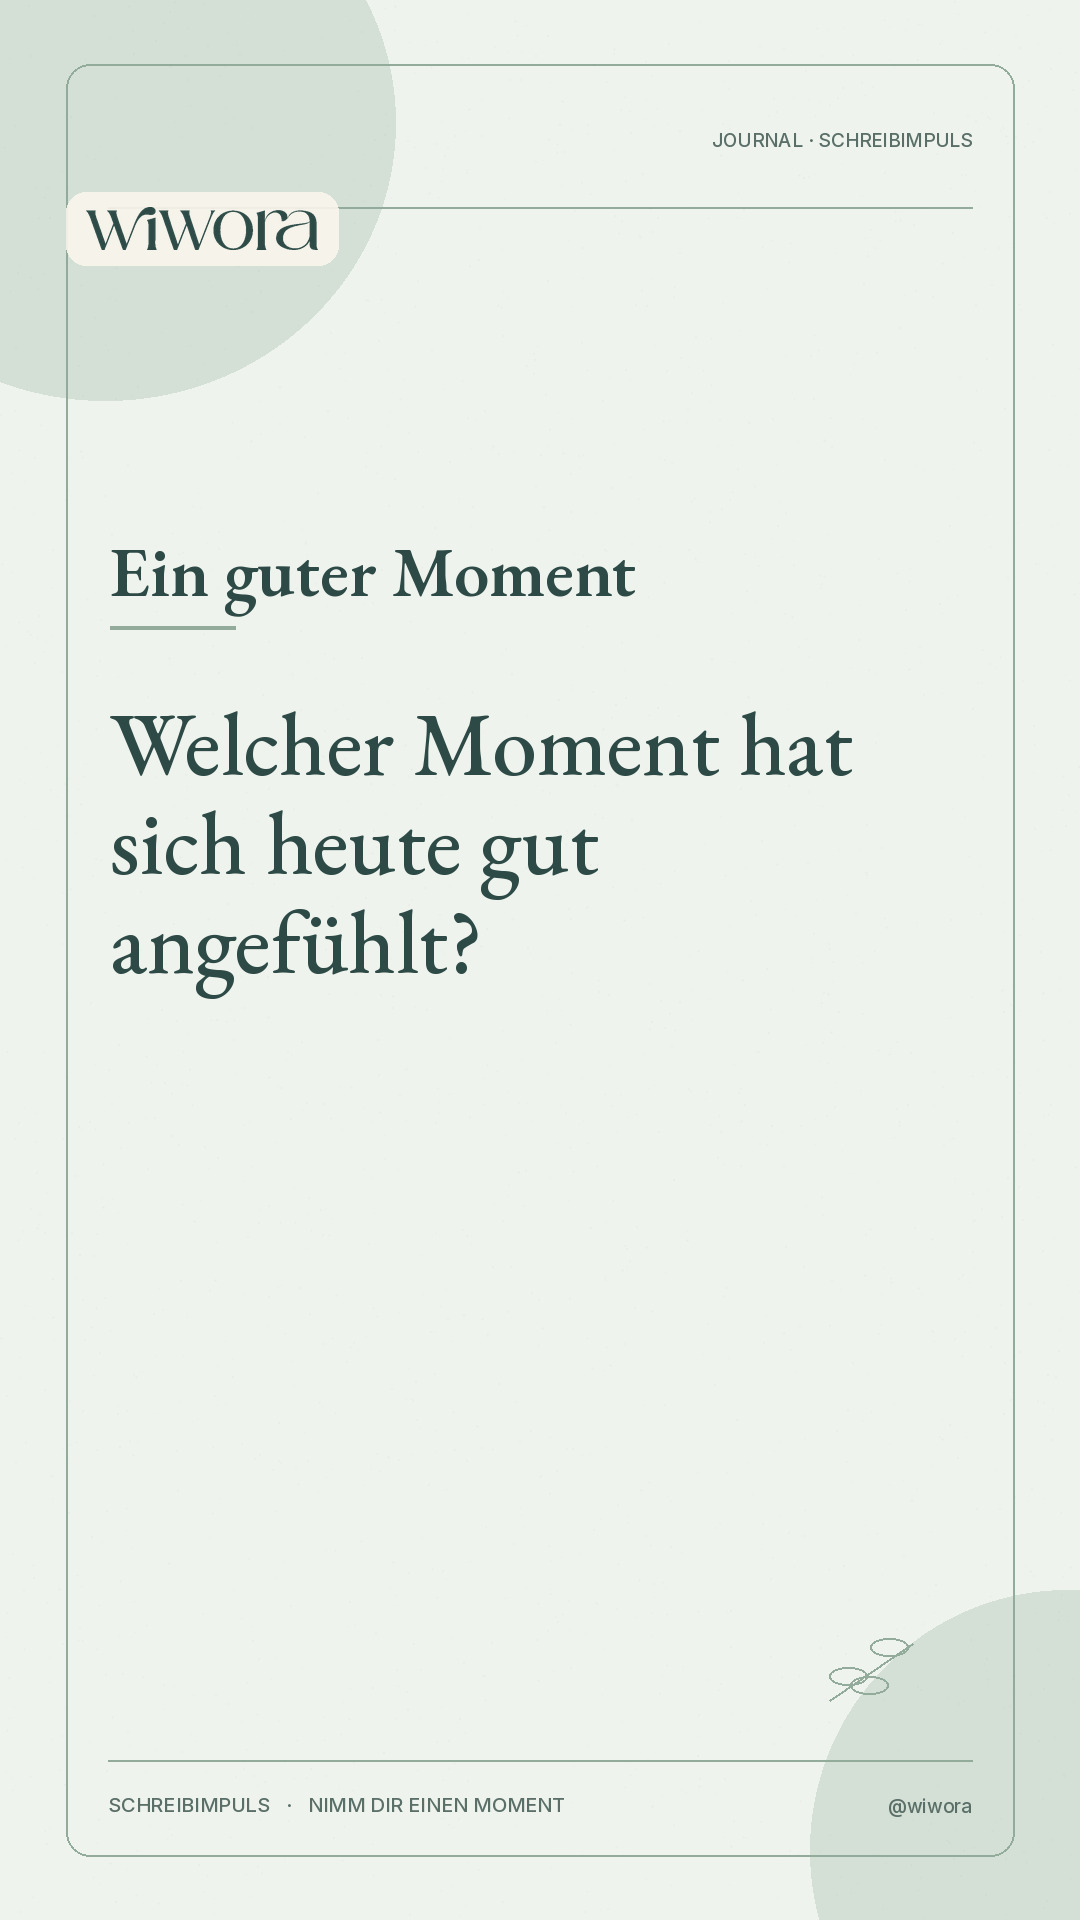 JOURNAL · SCHREIBIMPULS
wiwora
Ein guter Moment
Welcher Moment hat
sich heute gut
angefühlt?
SCHREIBIMPULS · NIMM DIR EINEN MOMENT
@wiwora